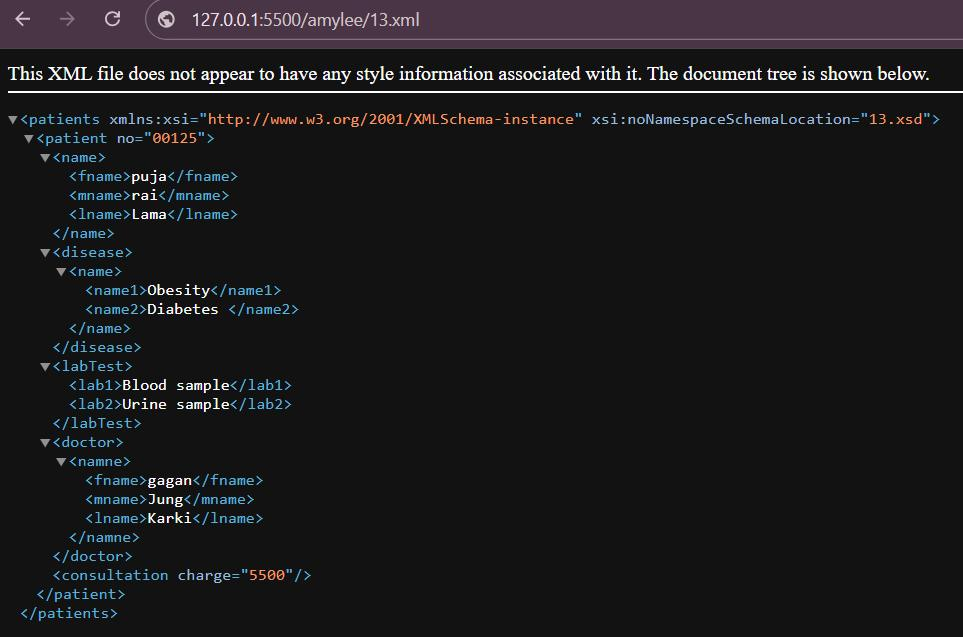 127.0.0.1:5500/amylee/13.xml
This XML file does not appear to have any style information associated with it. The document tree is shown below.
<patients xmlns:xsi="http://www.w3.org/2001/XMLSchema-instance" xsi:noNamespaceSchemaLocation="13.xsd">
<patient no="00125">
<name>
<fname>puja</fname>
<mname>rai</mname>
<lname>Lama</lname>
</name>
<disease>
<name>
<name1>Obesity</name1>
<name2>Diabetes </name2>
</name>
</disease>
<labTest>
<lab1>Blood sample</lab1>
<lab2>Urine sample</lab2>
</labTest>
<doctor>
<namne>
<fname>gagan</fname>
<mname>Jung</mname>
<lname>Karki</lname>
</namne>
</doctor>
<consultation charge="5500"/>
</patient>
</patients>